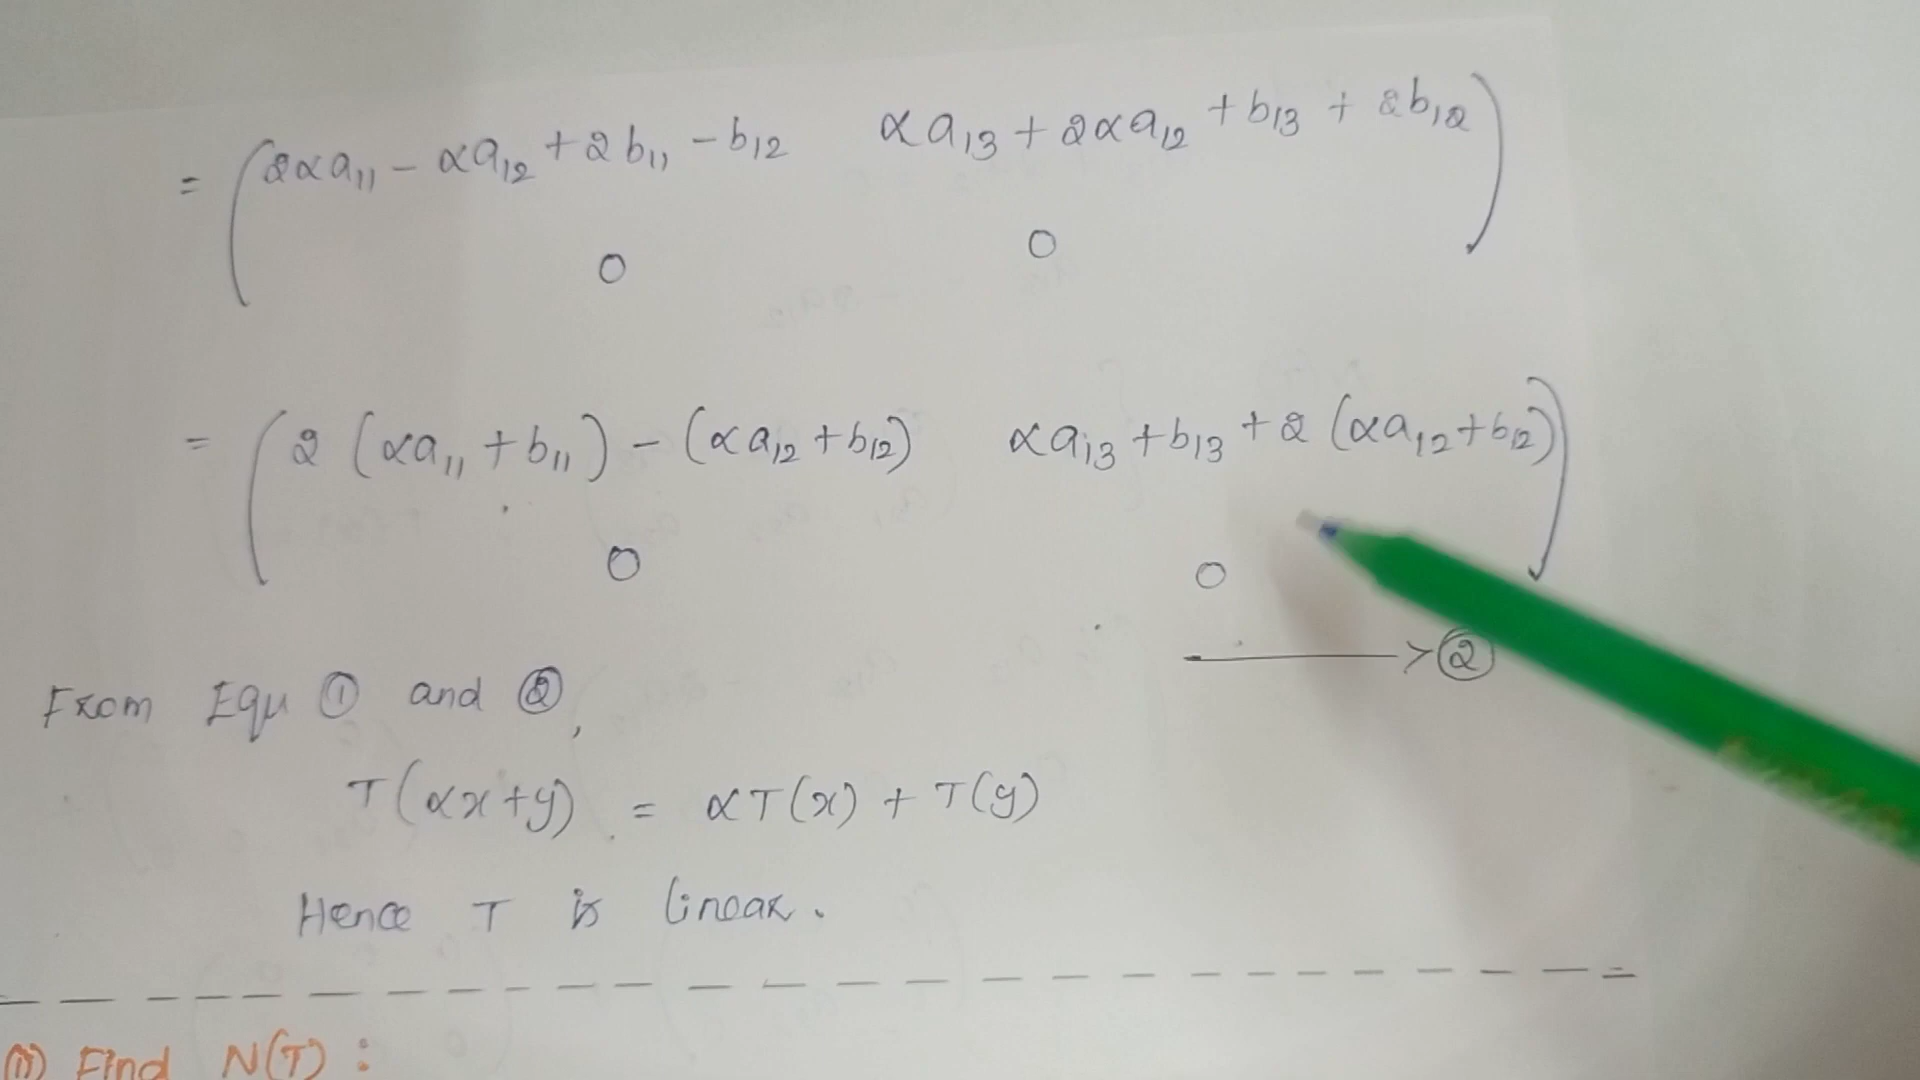 = (2αa₁₁ − αa₁₂ + 2b₁₁ − b₁₂ αa₁₃ + 2αa₁₂ + b₁₃ + 2b₁₂)
0 0
= (2 (αa₁₁ + b₁₁) − (αa₁₂ + b₁₂) αa₁₃ + b₁₃ + 2 (αa₁₂ + b₁₂))
0 0
→ ②
From Equ ① and ②,
T(αx+y) = αT(x) + T(y)
Hence T is linear.
(ii) Find N(T) :